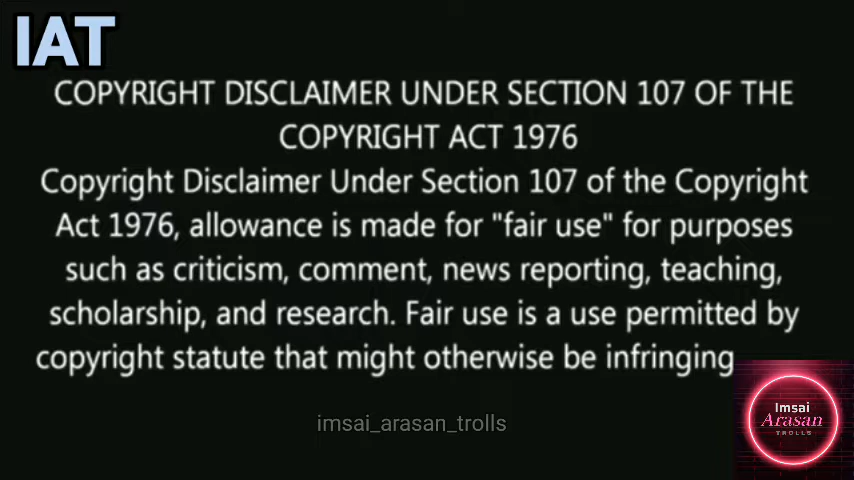 IAT
COPYRIGHT DISCLAIMER UNDER SECTION 107 OF THE
COPYRIGHT ACT 1976
Copyright Disclaimer Under Section 107 of the Copyright
Act 1976, allowance is made for "fair use" for purposes
such as criticism, comment, news reporting, teaching,
scholarship, and research. Fair use is a use permitted by
copyright statute that might otherwise be infringing
imsai_arasan_trolls
Imsai
Arasan
TROLLS